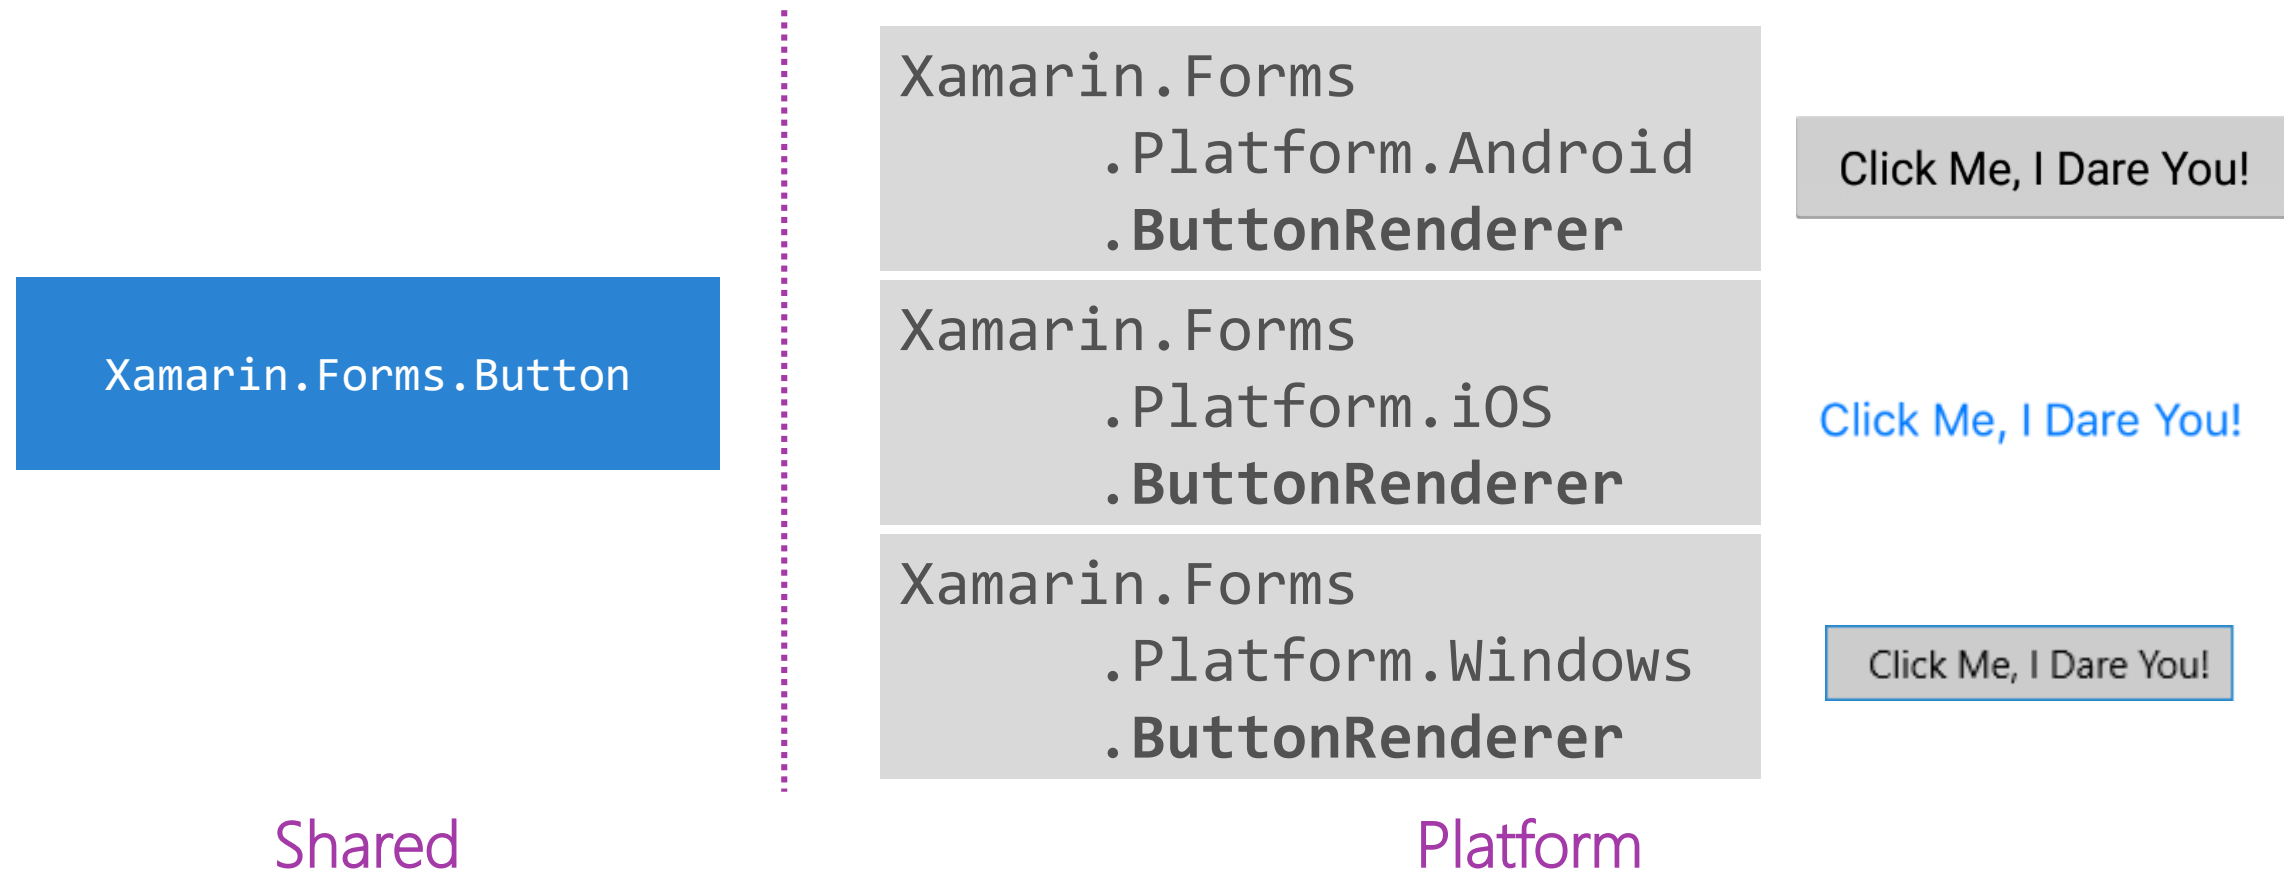 Xamarin.Forms.Button
Shared
Xamarin.Forms
.Platform.Android
.ButtonRenderer
Click Me, I Dare You!
Xamarin.Forms
.Platform.iOS
.ButtonRenderer
Click Me, I Dare You!
Xamarin.Forms
.Platform.Windows
.ButtonRenderer
Click Me, I Dare You!
Platform